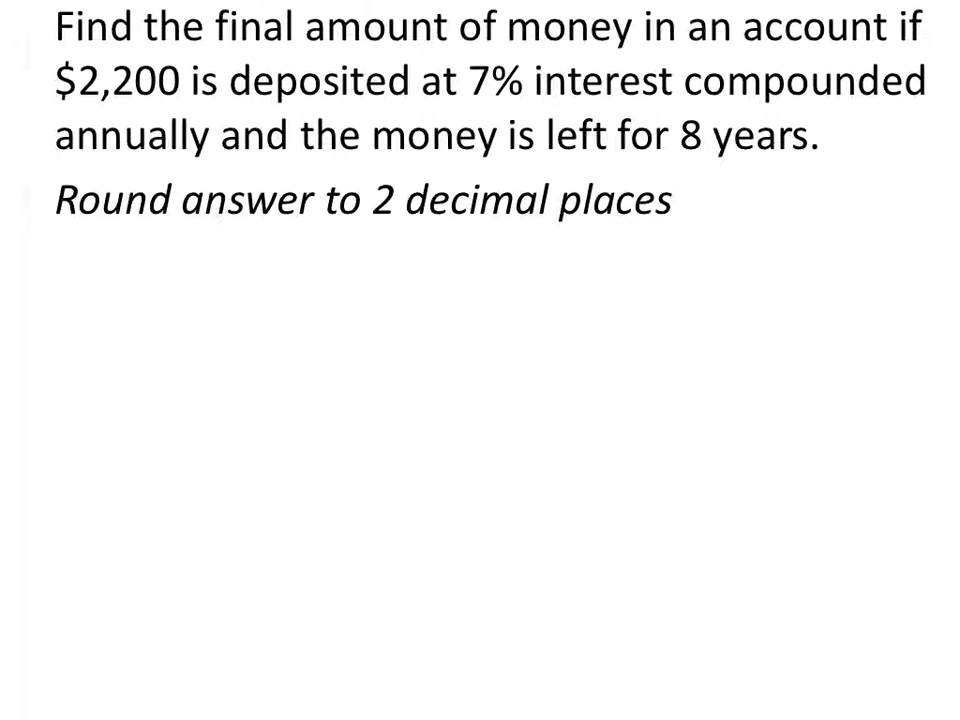 Find the final amount of money in an account if
$2,200 is deposited at 7% interest compounded
annually and the money is left for 8 years.
Round answer to 2 decimal places